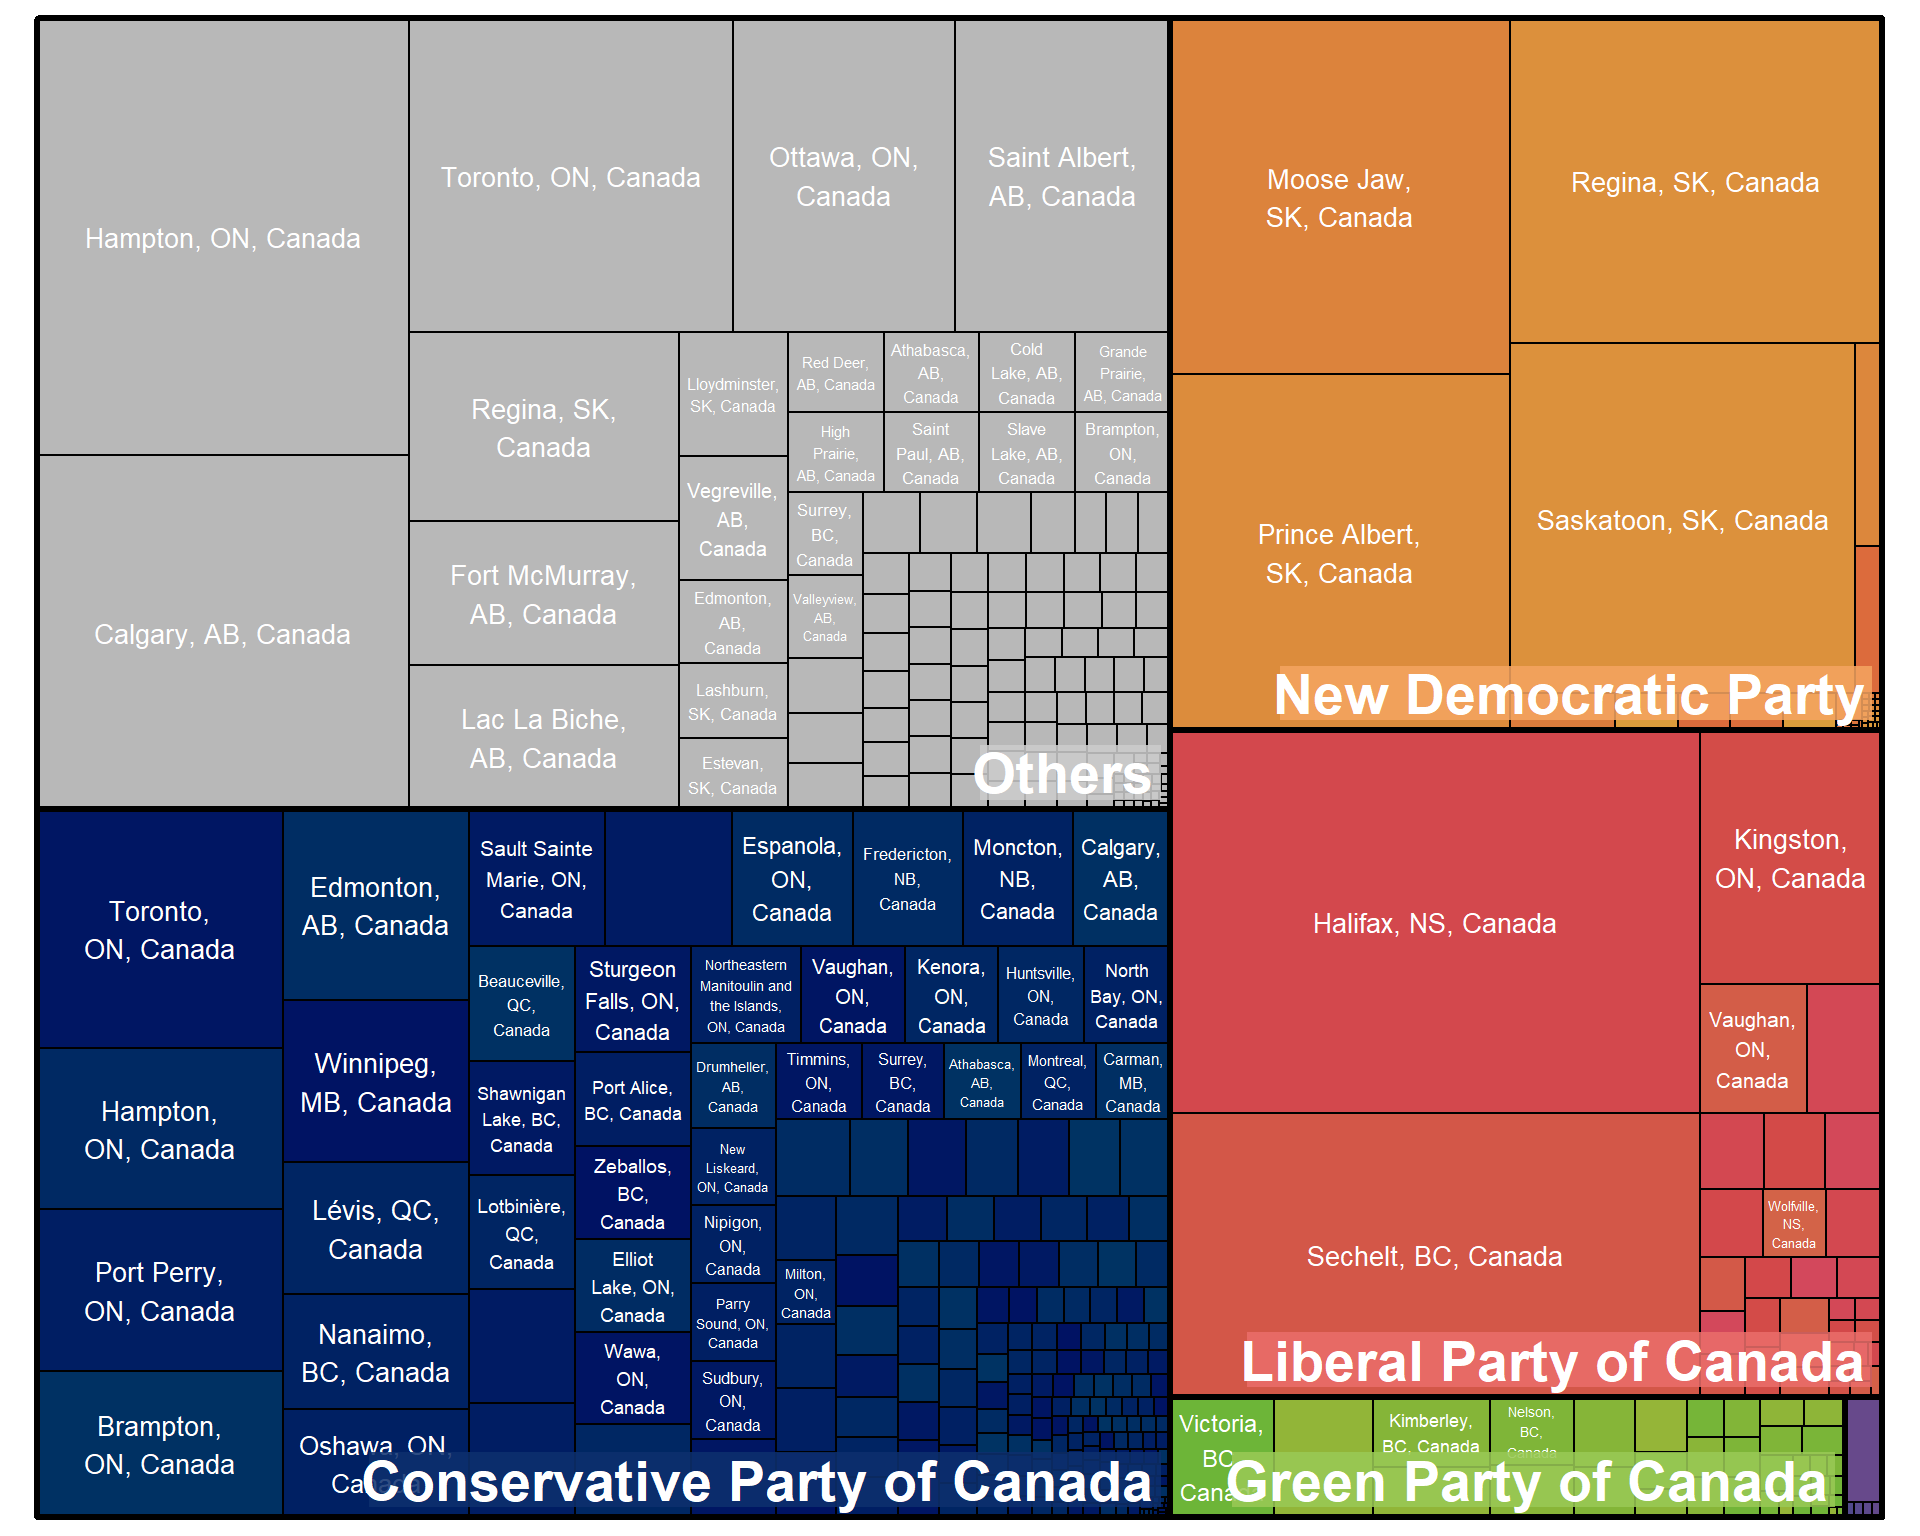 Hampton, ON, Canada
Calgary, AB, Canada
Toronto, ON, Canada
Ottawa, ON,
Canada
Saint Albert,
AB, Canada
Regina, SK,
Canada
Fort McMurray,
AB, Canada
Lac La Biche,
AB, Canada
Lloydminster,
SK, Canada
Vegreville,
AB,
Canada
Edmonton,
AB,
Canada
Lashburn,
SK, Canada
Estevan,
SK, Canada
Red Deer,
AB, Canada
Athabasca,
AB,
Canada
Cold
Lake, AB,
Canada
Grande
Prairie,
AB, Canada
High
Prairie,
AB, Canada
Saint
Paul, AB,
Canada
Slave
Lake, AB,
Canada
Brampton,
ON,
Canada
Surrey,
BC,
Canada
Valleyview,
AB,
Canada
Others
Moose Jaw,
SK, Canada
Regina, SK, Canada
Prince Albert,
SK, Canada
Saskatoon, SK, Canada
New Democratic Party
Toronto,
ON, Canada
Hampton,
ON, Canada
Port Perry,
ON, Canada
Brampton,
ON, Canada
Edmonton,
AB, Canada
Winnipeg,
MB, Canada
Lévis, QC,
Canada
Nanaimo,
BC, Canada
Oshawa, ON,
Canada
Sault Sainte
Marie, ON,
Canada
Espanola,
ON,
Canada
Fredericton,
NB,
Canada
Moncton,
NB,
Canada
Calgary,
AB,
Canada
Beauceville,
QC,
Canada
Shawnigan
Lake, BC,
Canada
Lotbinière,
QC,
Canada
Sturgeon
Falls, ON,
Canada
Port Alice,
BC, Canada
Zeballos,
BC,
Canada
Elliot
Lake, ON,
Canada
Wawa,
ON,
Canada
Northeastern
Manitoulin and
the Islands,
ON, Canada
Vaughan,
ON,
Canada
Kenora,
ON,
Canada
Huntsville,
ON,
Canada
North
Bay, ON,
Canada
Drumheller,
AB,
Canada
Timmins,
ON,
Canada
Surrey,
BC,
Canada
Athabasca,
AB,
Canada
Montreal,
QC,
Canada
Carman,
MB,
Canada
New
Liskeard,
ON, Canada
Nipigon,
ON,
Canada
Parry
Sound, ON,
Canada
Sudbury,
ON,
Canada
Milton,
ON,
Canada
Conservative Party of Canada
Halifax, NS, Canada
Sechelt, BC, Canada
Kingston,
ON, Canada
Vaughan,
ON,
Canada
Wolfville,
NS,
Canada
Liberal Party of Canada
Victoria,
BC,
Canada
Kimberley,
BC, Canada
Nelson,
BC,
Canada
Green Party of Canada